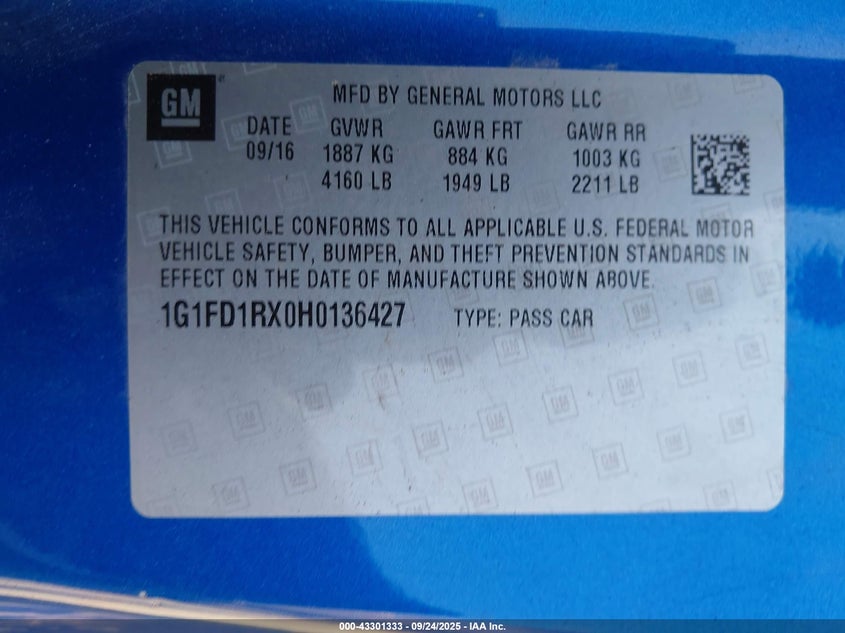 GM
MFD BY GENERAL MOTORS LLC
DATE GVWR GAWR FRT GAWR RR
09/16 1887 KG 884 KG 1003 KG
4160 LB 1949 LB 2211 LB
THIS VEHICLE CONFORMS TO ALL APPLICABLE U.S. FEDERAL MOTOR
VEHICLE SAFETY, BUMPER, AND THEFT PREVENTION STANDARDS IN
EFFECT ON THE DATE OF MANUFACTURE SHOWN ABOVE.
1G1FD1RX0H0136427 TYPE: PASS CAR
000-43301333 - 09/24/2025 - IAA Inc.